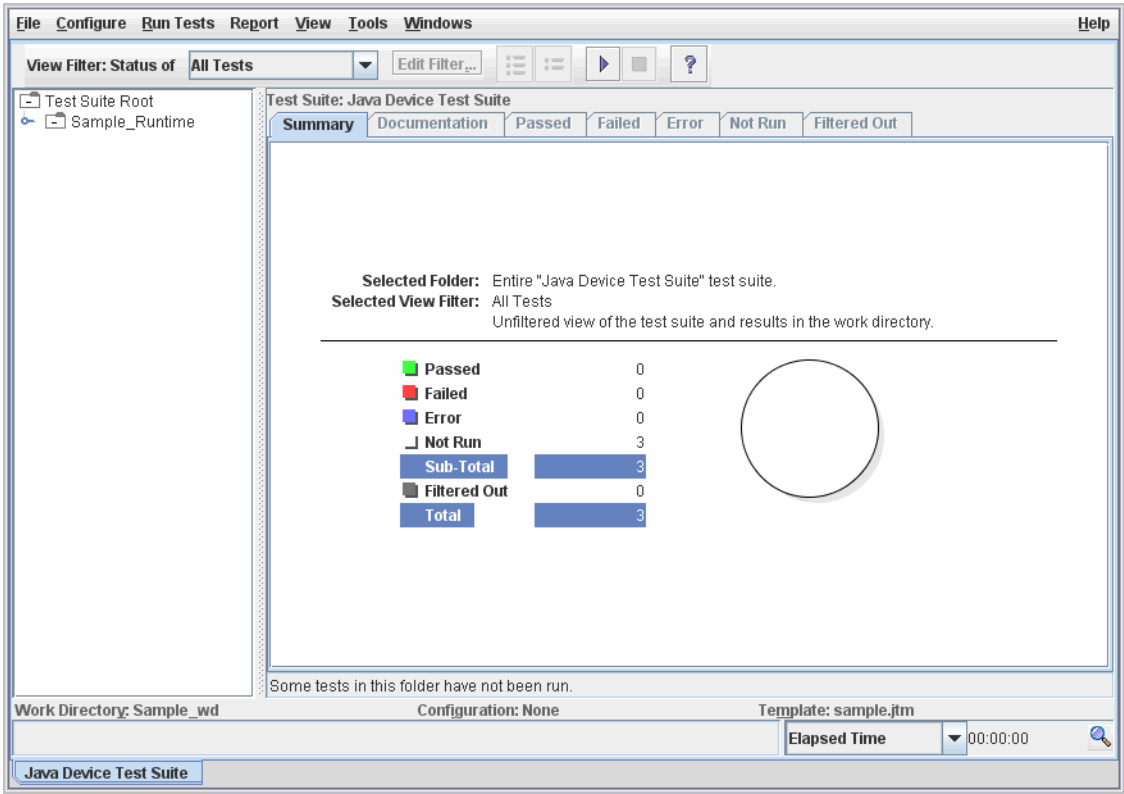 File Configure Run Tests Report View Tools Windows Help
View Filter: Status of All Tests Edit Filter... ?
Test Suite Root
Sample_Runtime
Test Suite: Java Device Test Suite
Summary Documentation Passed Failed Error Not Run Filtered Out
Selected Folder: Entire "Java Device Test Suite" test suite.
Selected View Filter: All Tests
Unfiltered view of the test suite and results in the work directory.
Passed 0
Failed 0
Error 0
Not Run 3
Sub-Total 3
Filtered Out 0
Total 3
Some tests in this folder have not been run.
Work Directory: Sample_wd Configuration: None Template: sample.jtm
Elapsed Time 00:00:00
Java Device Test Suite